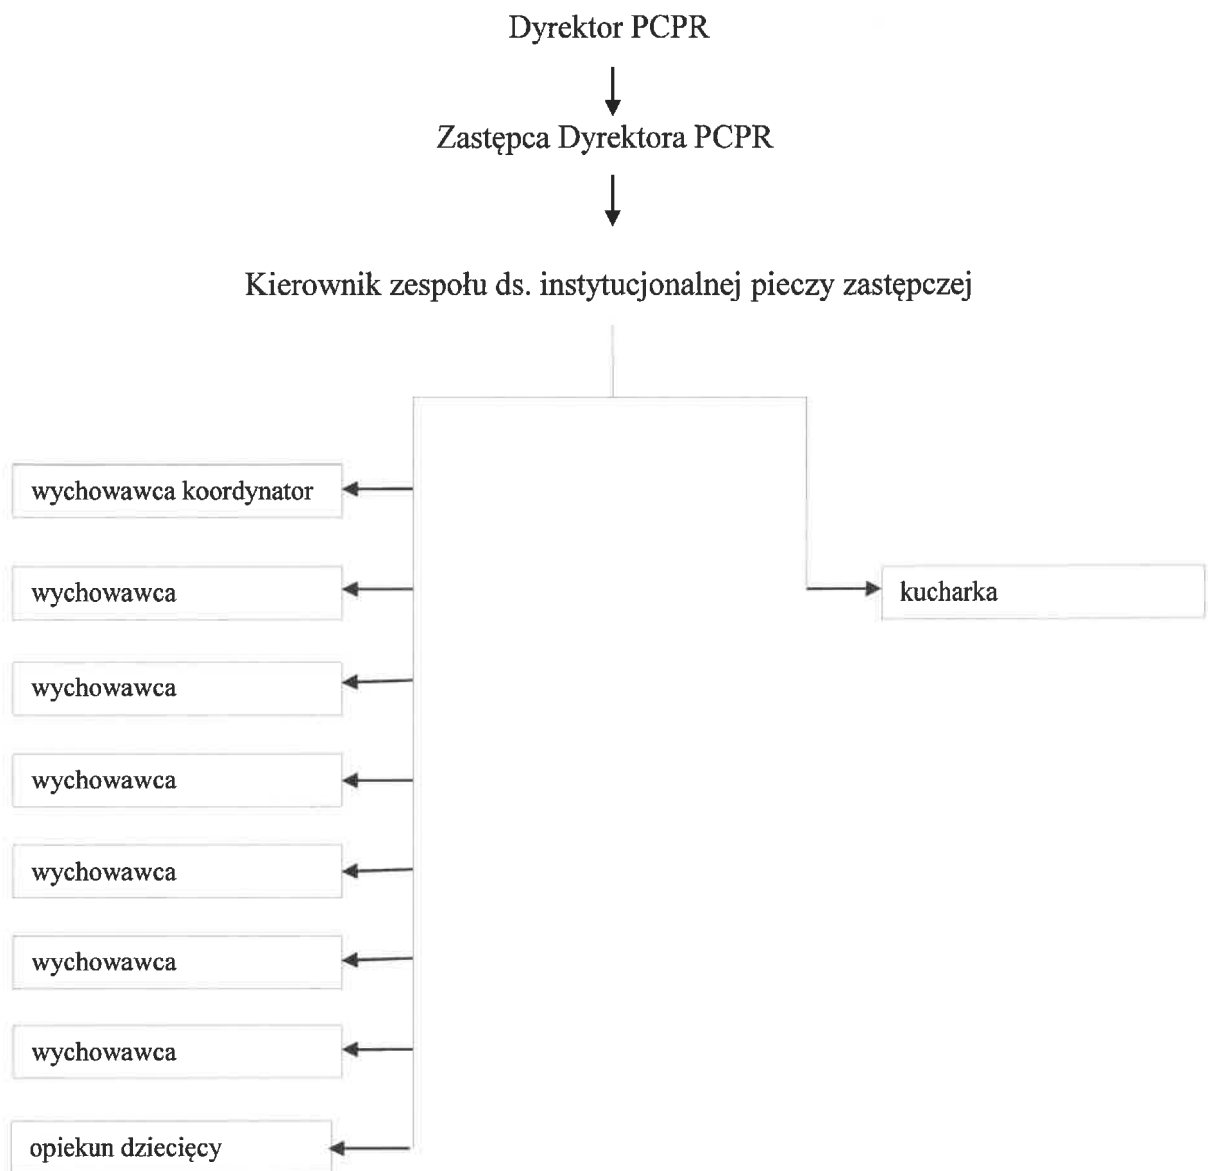 Dyrektor PCPR
Zastępca Dyrektora PCPR
Kierownik zespołu ds. instytucjonalnej pieczy zastępczej
wychowawca koordynator
wychowawca
kucharka
wychowawca
wychowawca
wychowawca
wychowawca
wychowawca
opiekun dziecięcy